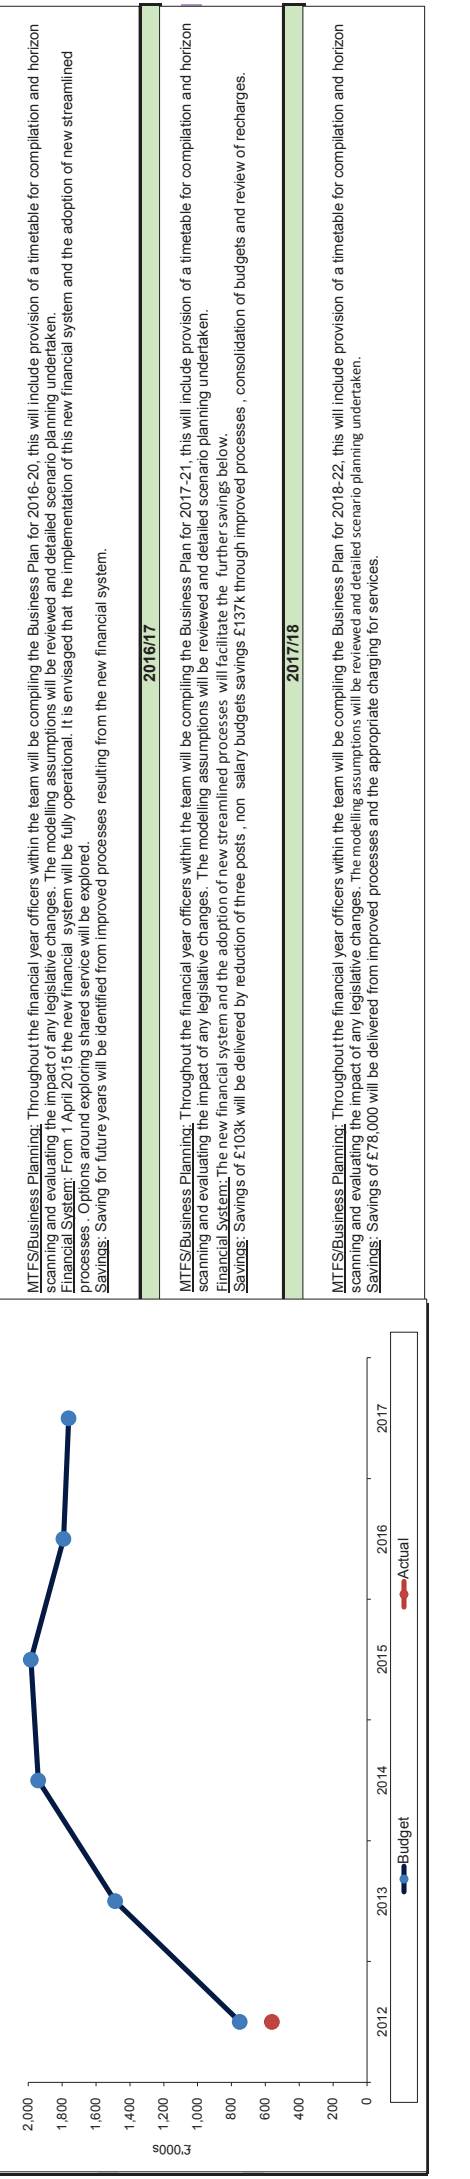 2,000
1,800
1,600
1,400
1,200
1,000
800
600
400
200
0
£'000s
2012
2013
2014
2015
2016
2017
Budget
Actual
MTFS/Business Planning: Throughout the financial year officers within the team will be compiling the Business Plan for 2016-20, this will include provision of a timetable for compilation and horizon
scanning and evaluating the impact of any legislative changes. The modelling assumptions will be reviewed and detailed scenario planning undertaken.
Financial System: From 1 April 2015 the new financial system will be fully operational. It is envisaged that the implementation of this new financial system and the adoption of new streamlined
processes . Options around exploring shared service will be explored.
Savings: Saving for future years will be identified from improved processes resulting from the new financial system.
2016/17
MTFS/Business Planning: Throughout the financial year officers within the team will be compiling the Business Plan for 2017-21, this will include provision of a timetable for compilation and horizon
scanning and evaluating the impact of any legislative changes. The modelling assumptions will be reviewed and detailed scenario planning undertaken.
Financial System: The new financial system and the adoption of new streamlined processes will facilitate the further savings below.
Savings: Savings of £103k will be delivered by reduction of three posts , non salary budgets savings £137k through improved processes , consolidation of budgets and review of recharges.
2017/18
MTFS/Business Planning: Throughout the financial year officers within the team will be compiling the Business Plan for 2018-22, this will include provision of a timetable for compilation and horizon
scanning and evaluating the impact of any legislative changes. The modelling assumptions will be reviewed and detailed scenario planning undertaken.
Savings: Savings of £78,000 will be delivered from improved processes and the appropriate charging for services.